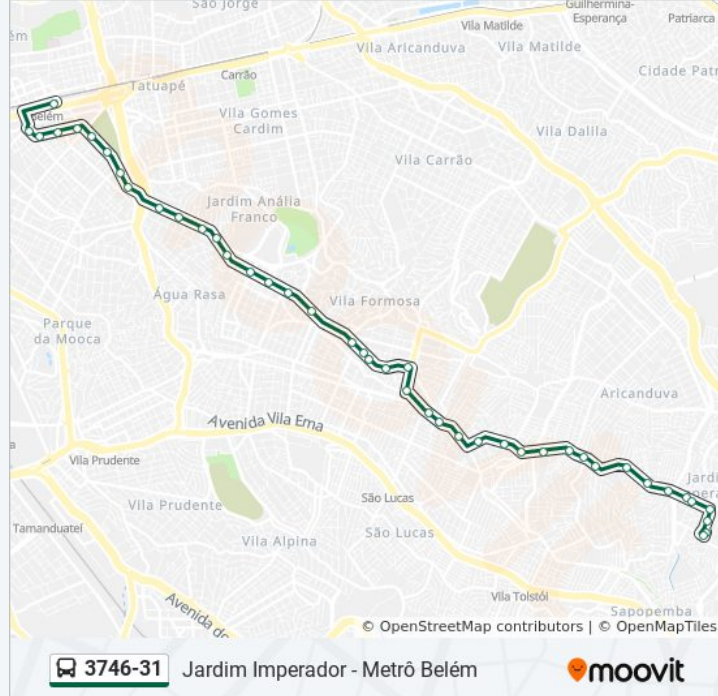 São Jorge
Guilhermina-
Esperança
Vila Matilde
Patriarca
Vila Aricanduva
Vila Matilde
Carrão
Tatuapé
Cidade Patr
Vila Gomes
Cardim
Belém
Vila Dalila
Vila Carrão
Jardim Anália
Franco
Água Rasa
Vila Formosa
Parque
da Mooca
Aricanduva
Avenida Vila Ema
Vila Prudente
Jardi
São Lucas
Vila Prudente
Tamanduateí
São Lucas
Vila Alpina
Vila Tolstói
Avenida do
Sapopemba
© OpenStreetMap contributors | © OpenMapTiles
3746-31 Jardim Imperador - Metrô Belém moovit